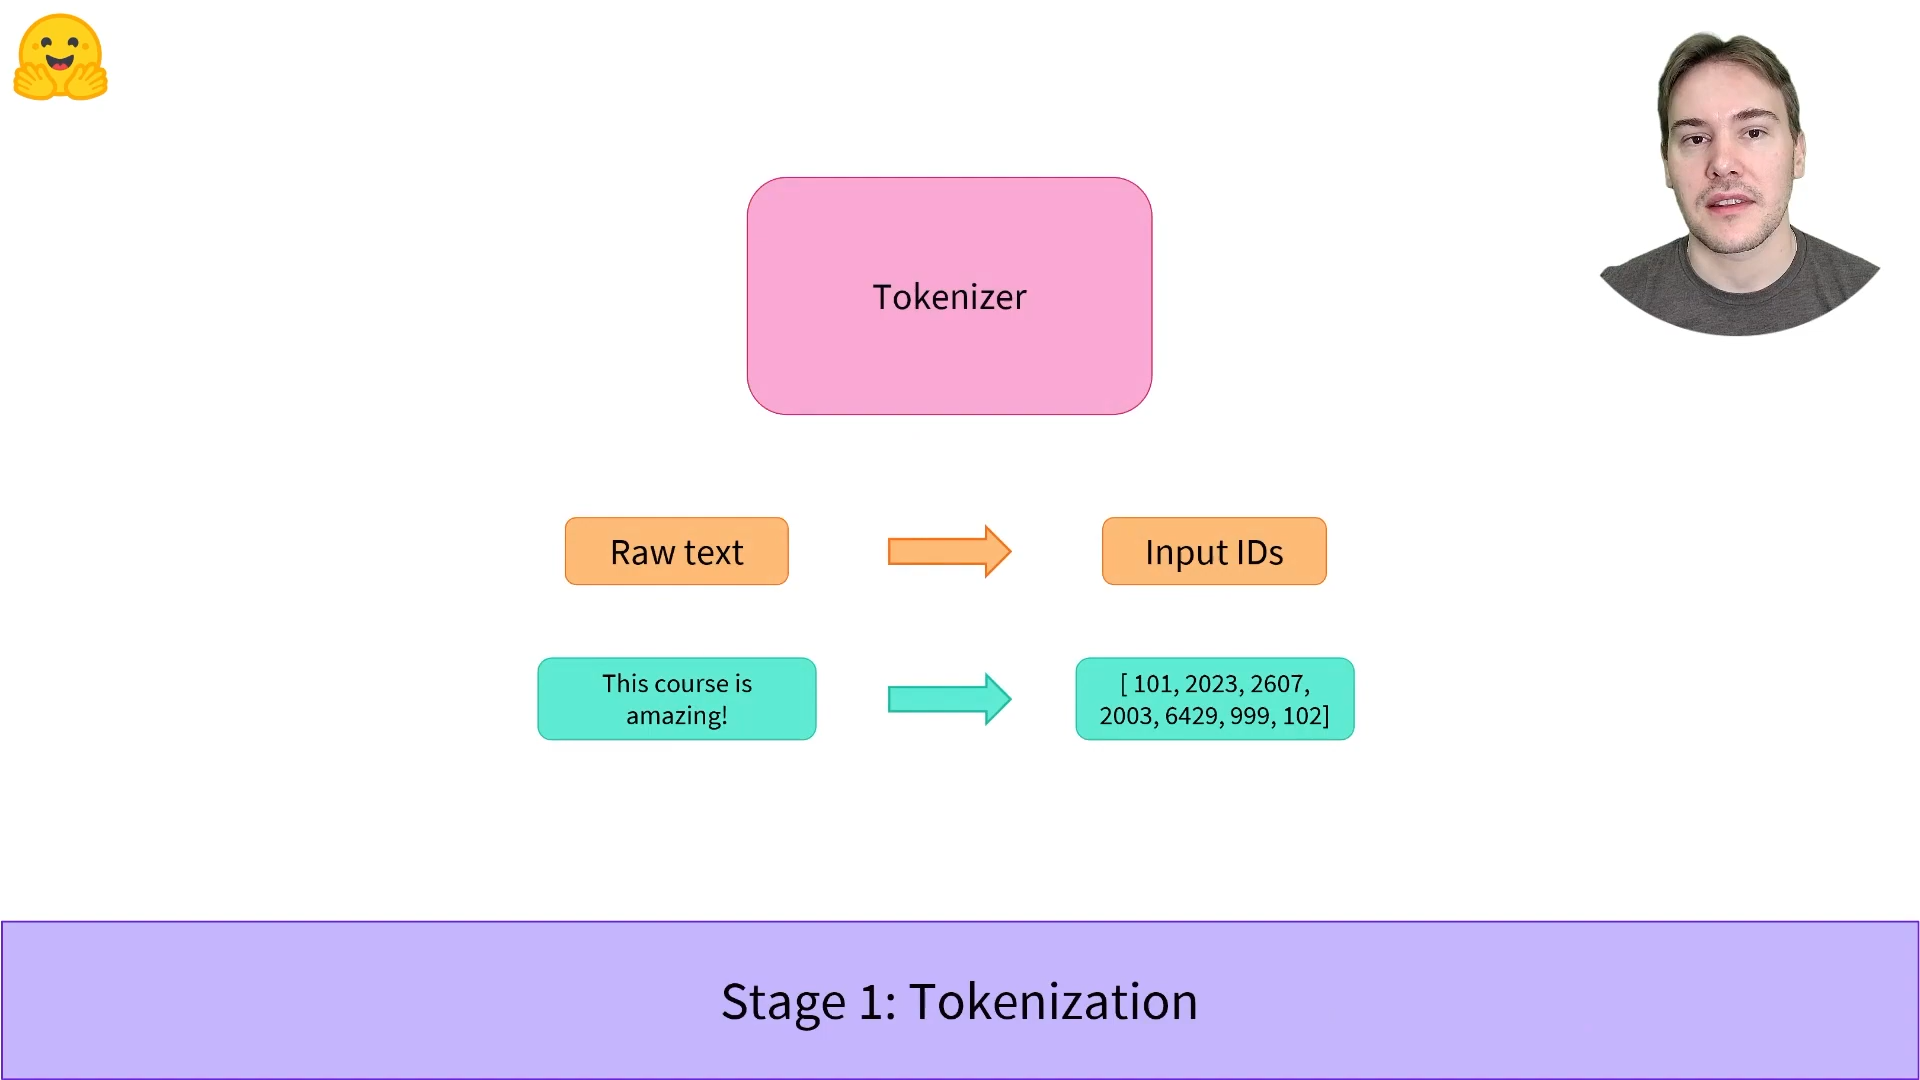 Tokenizer
Raw text
Input IDs
This course is
amazing!
[ 101, 2023, 2607,
2003, 6429, 999, 102]
Stage 1: Tokenization